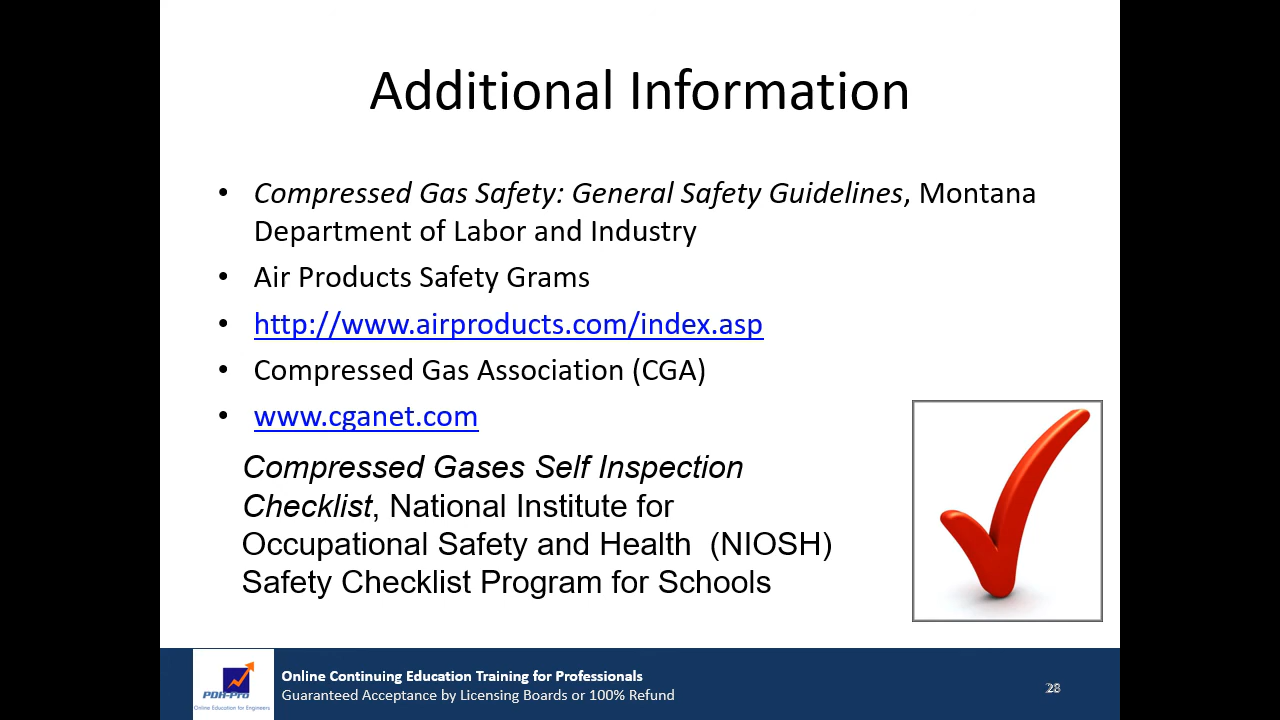 Additional Information
• Compressed Gas Safety: General Safety Guidelines, Montana
Department of Labor and Industry
• Air Products Safety Grams
• http://www.airproducts.com/index.asp
• Compressed Gas Association (CGA)
• www.cganet.com
Compressed Gases Self Inspection
Checklist, National Institute for
Occupational Safety and Health (NIOSH)
Safety Checklist Program for Schools
PDH-Pro
Online Education for Engineers
Online Continuing Education Training for Professionals
Guaranteed Acceptance by Licensing Boards or 100% Refund
28